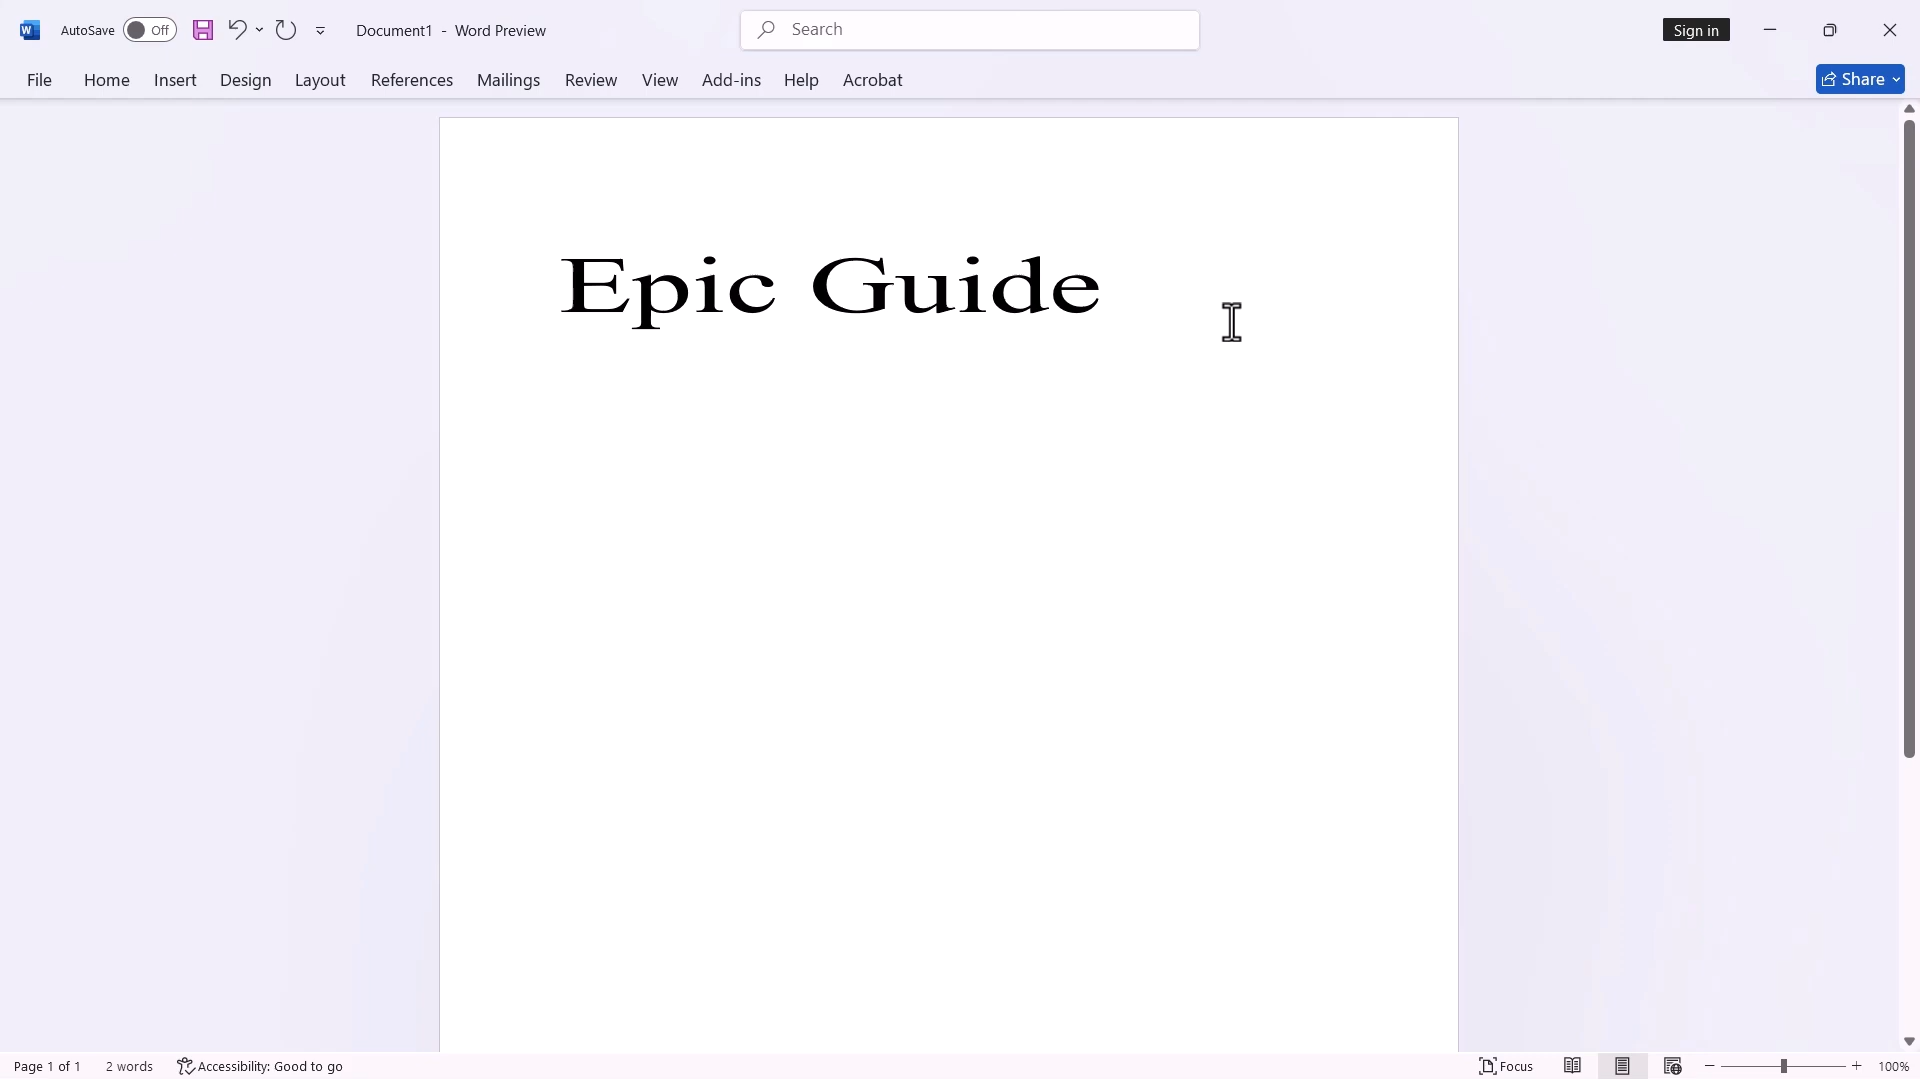 W
AutoSave Off Document1 - Word Preview Search Sign in
File Home Insert Design Layout References Mailings Review View Add-ins Help Acrobat Share
Epic Guide
Page 1 of 1 2 words Accessibility: Good to go Focus 100%